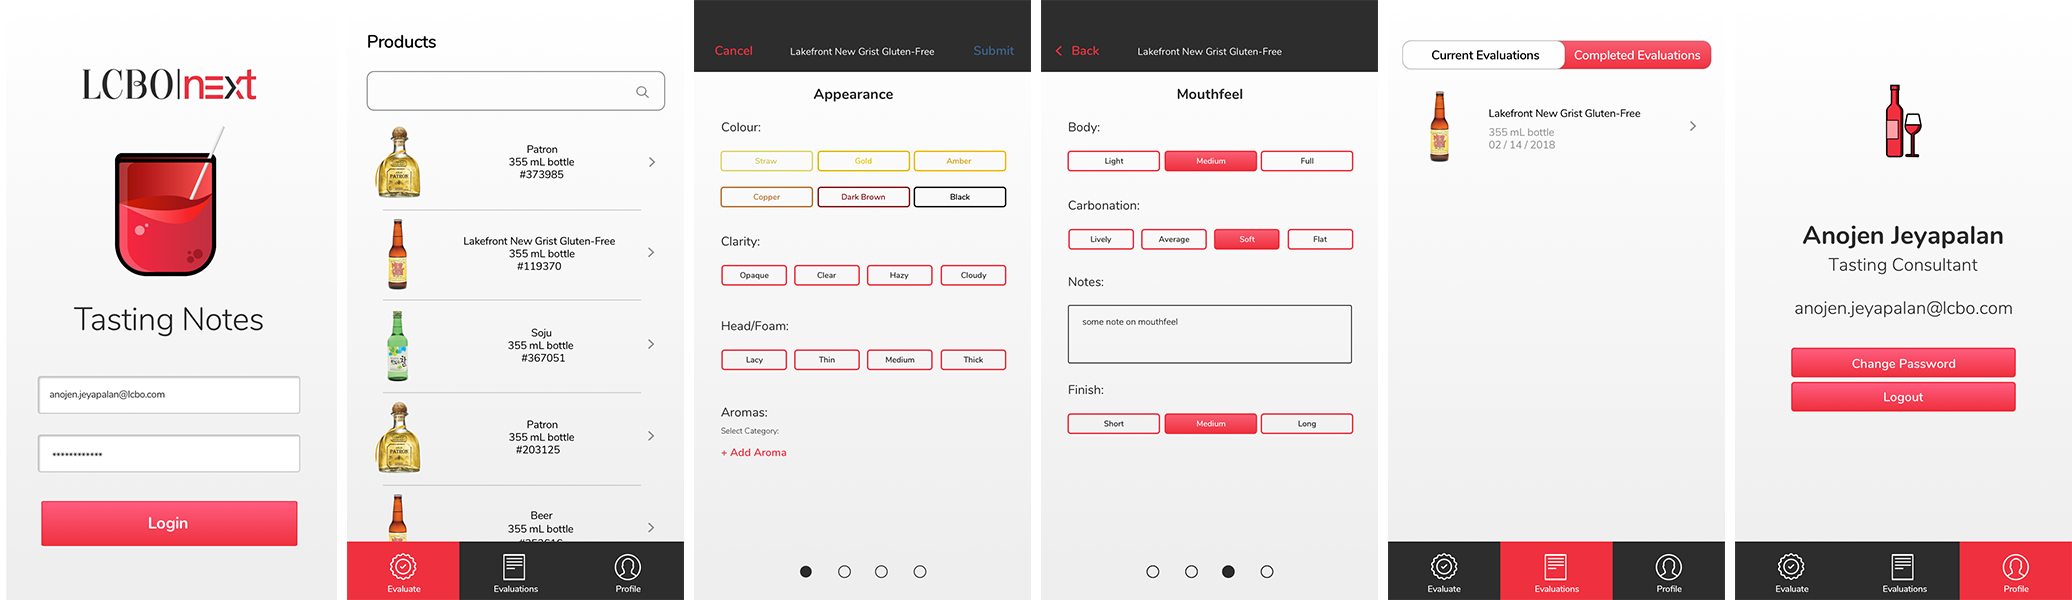 LCBO|next
Tasting Notes
anojen.jeyapalan@lcbo.com
************
Login
Products
Patron
355 mL bottle
#373985
Lakefront New Grist Gluten-Free
355 mL bottle
#119370
Soju
355 mL bottle
#367051
Patron
355 mL bottle
#203125
Beer
355 mL bottle
Evaluate
Evaluations
Profile
Cancel
Lakefront New Grist Gluten-Free
Submit
Appearance
Colour:
Straw
Gold
Amber
Copper
Dark Brown
Black
Clarity:
Opaque
Clear
Hazy
Cloudy
Head/Foam:
Lacy
Thin
Medium
Thick
Aromas:
Select Category:
+ Add Aroma
Back
Lakefront New Grist Gluten-Free
Mouthfeel
Body:
Light
Medium
Full
Carbonation:
Lively
Average
Soft
Flat
Notes:
some note on mouthfeel
Finish:
Short
Medium
Long
Current Evaluations
Completed Evaluations
Lakefront New Grist Gluten-Free
355 mL bottle
02 / 14 / 2018
Evaluate
Evaluations
Profile
Anojen Jeyapalan
Tasting Consultant
anojen.jeyapalan@lcbo.com
Change Password
Logout
Evaluate
Evaluations
Profile